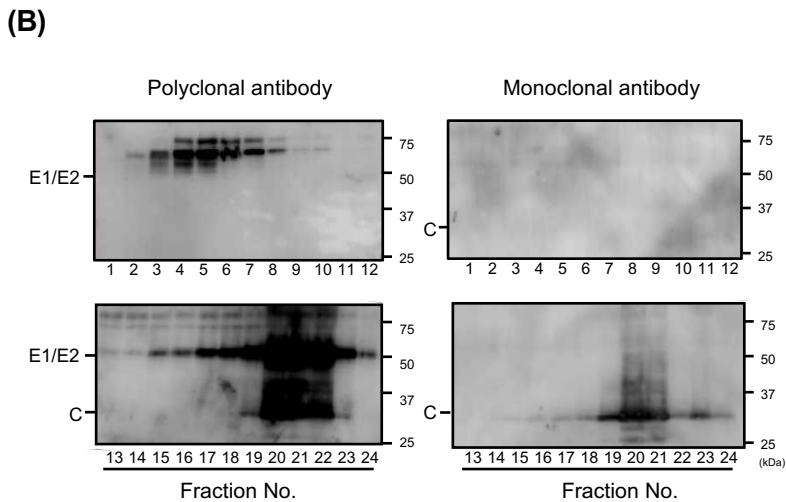 (B)
Polyclonal antibody Monoclonal antibody
75 75
E1/E2 50 50
37 37
C
25 25
1 2 3 4 5 6 7 8 9 10 11 12 1 2 3 4 5 6 7 8 9 10 11 12
75 75
E1/E2 50 50
37 37
C C
25 25
13 14 15 16 17 18 19 20 21 22 23 24 13 14 15 16 17 18 19 20 21 22 23 24 (kDa)
Fraction No. Fraction No.